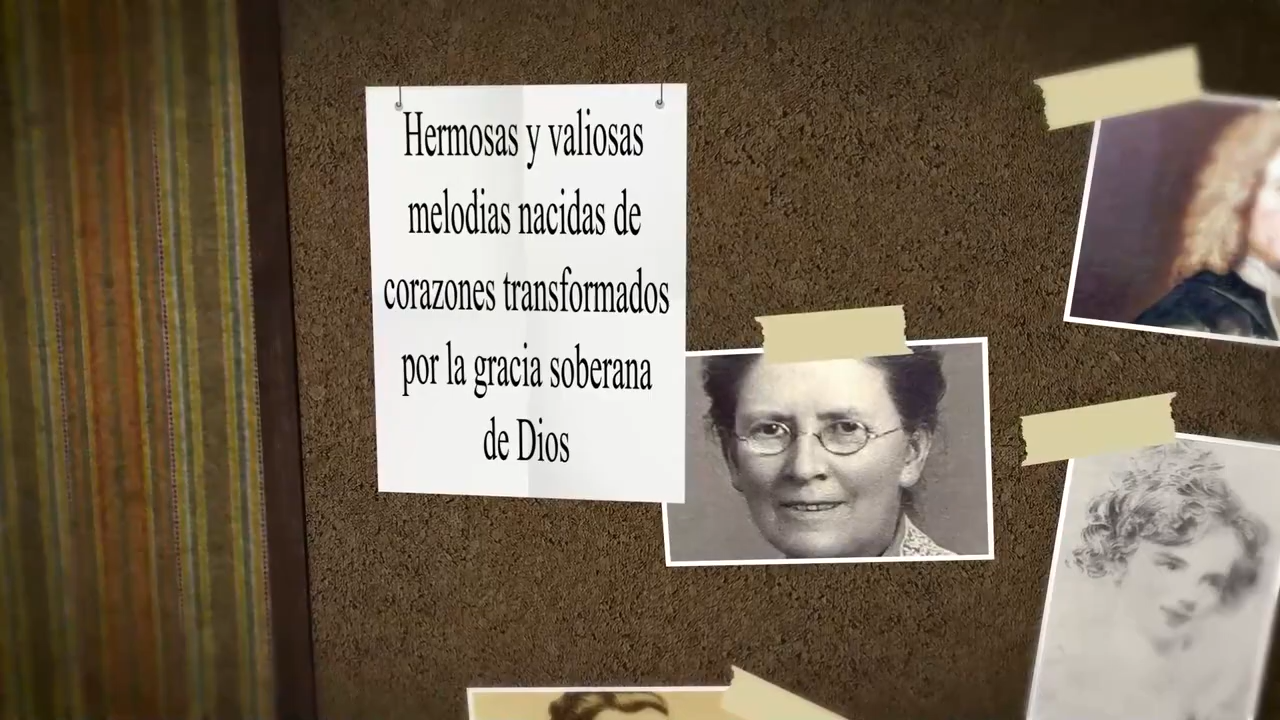 Hermosas y valiosas
melodias nacidas de
corazones transformados
por la gracia soberana
de Dios